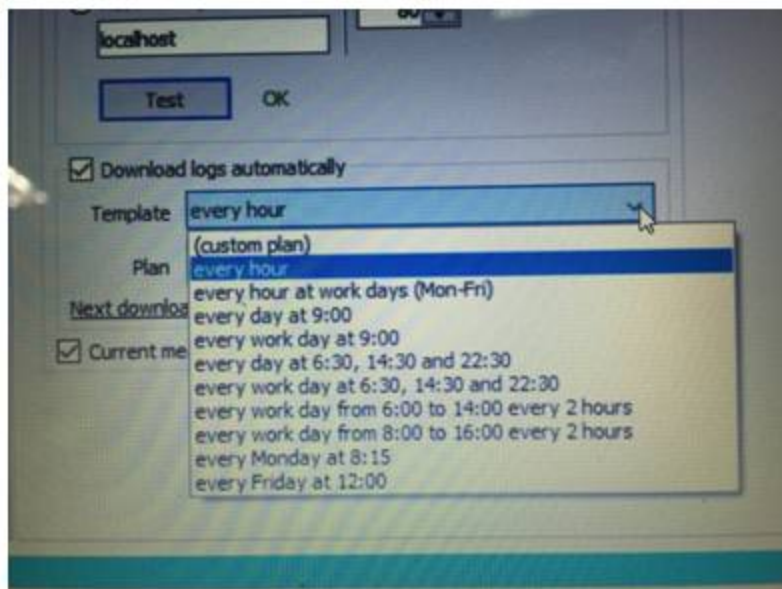 localhost
Test OK
Download logs automatically
Template every hour
(custom plan)
Plan every hour
every hour at work days (Mon-Fri)
Next downloa
every day at 9:00
every work day at 9:00
Current me
every day at 6:30, 14:30 and 22:30
every work day at 6:30, 14:30 and 22:30
every work day from 6:00 to 14:00 every 2 hours
every work day from 8:00 to 16:00 every 2 hours
every Monday at 8:15
every Friday at 12:00